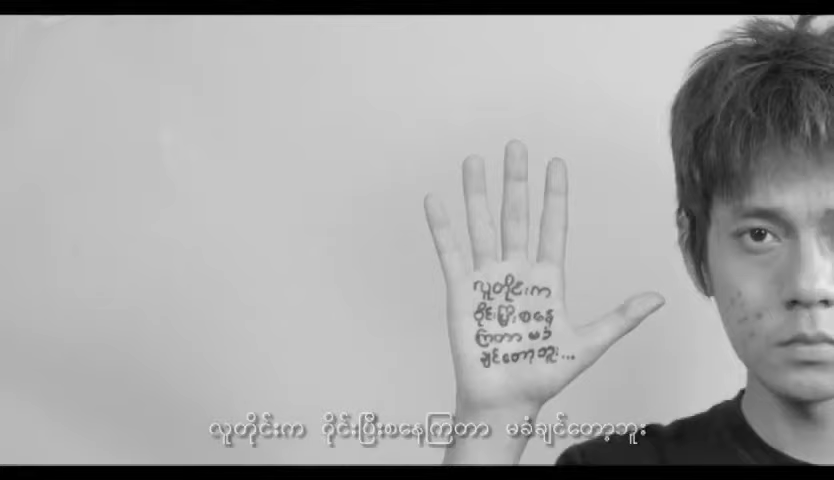 လူတိုင်းက
ဝိုင်းပြီးစနေ
ကြတာ မခံ
ချင်တော့ဘူး...
လူတိုင်းက ဝိုင်းပြီးစနေကြတာ မခံချင်တော့ဘူး